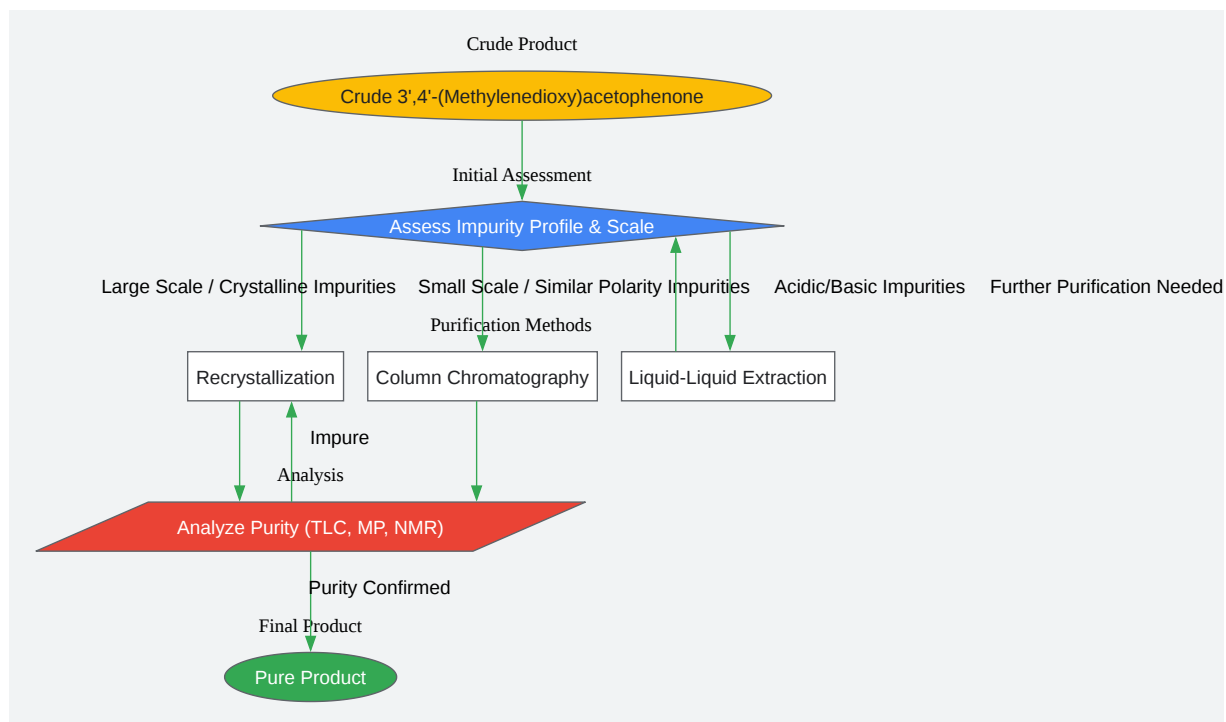 Crude Product
Crude 3',4'-(Methylenedioxy)acetophenone
Initial Assessment
Assess Impurity Profile & Scale
Large Scale / Crystalline Impurities
Small Scale / Similar Polarity Impurities
Acidic/Basic Impurities
Further Purification Needed
Purification Methods
Recrystallization
Column Chromatography
Liquid-Liquid Extraction
Impure
Analysis
Analyze Purity (TLC, MP, NMR)
Purity Confirmed
Final Product
Pure Product